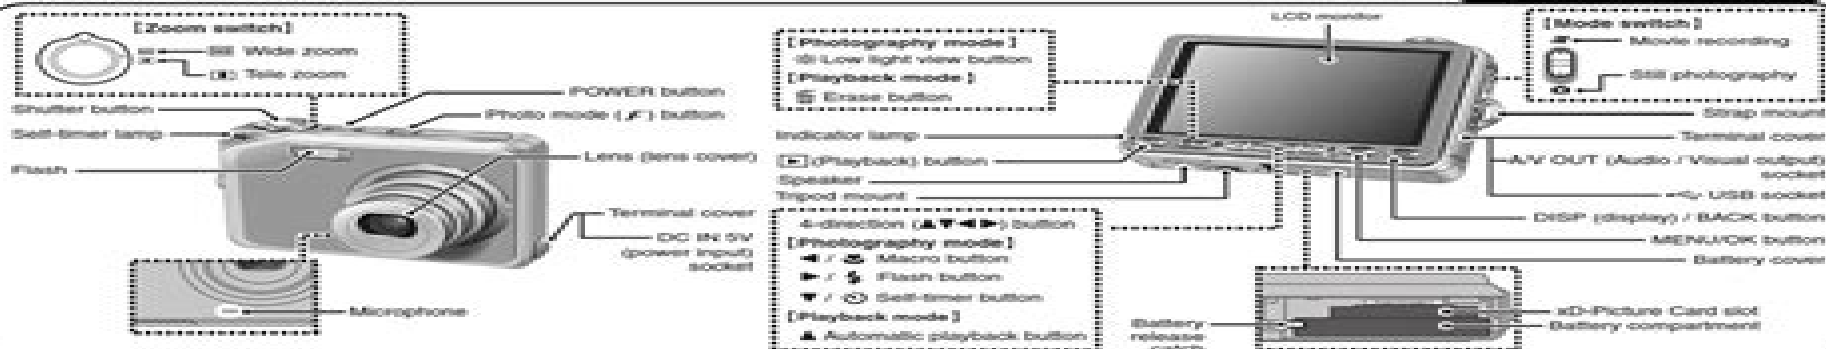 [Zoom switch]
Wide zoom
Tele zoom
Shutter button
Self-timer lamp
Flash
POWER button
Photo mode ( ) button
Lens (lens cover)
Terminal cover
DC IN 5V
(power input)
socket
Microphone
[Photography mode]
Low light view button
[Playback mode]
Erase button
Indicator lamp
(Playback) button
Speaker
Tripod mount
4-direction (▲▼◀▶) button
[Photography mode]
◀ / Macro button
▶ / Flash button
▼ / Self-timer button
[Playback mode]
▲ Automatic playback button
LCD monitor
[Mode switch]
Movie recording
Still photography
Strap mount
Terminal cover
A/V OUT (Audio / Visual output)
socket
USB socket
DISP (display) / BACK button
MENU/OK button
Battery cover
xD-Picture Card slot
Battery compartment
Battery
release
catch